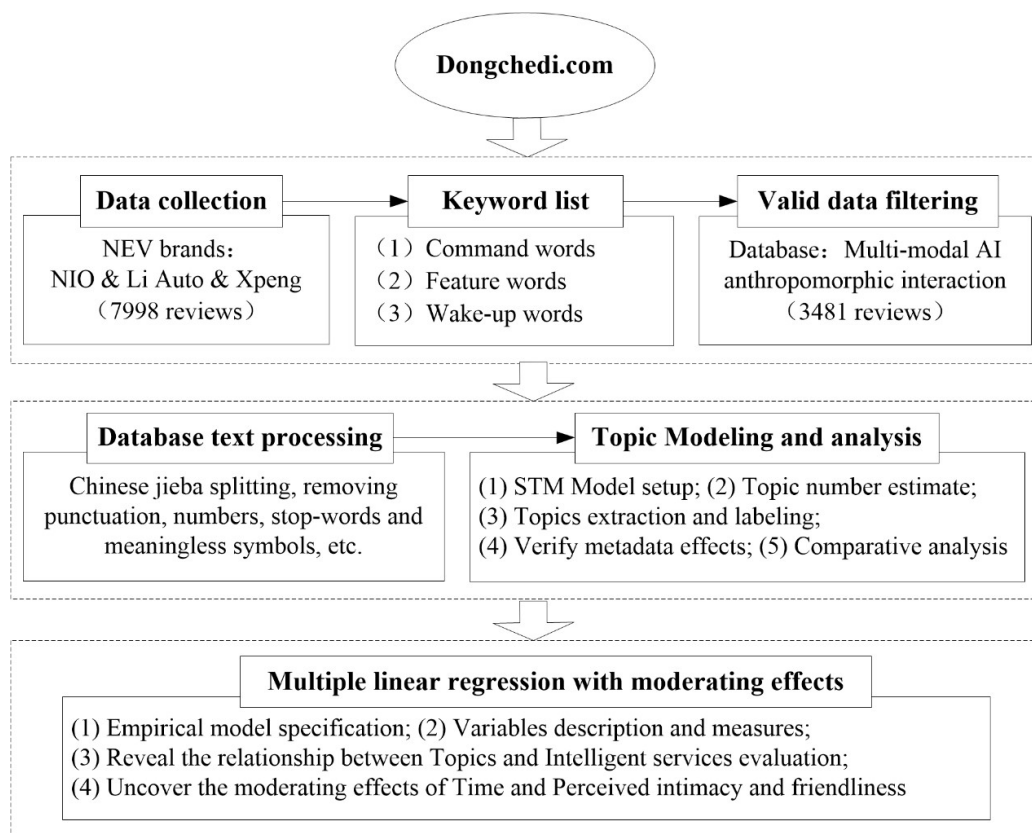 Dongchedi.com
Data collection
NEV brands：
NIO & Li Auto & Xpeng
（7998 reviews）
Keyword list
（1） Command words
（2） Feature words
（3） Wake-up words
Valid data filtering
Database： Multi-modal AI
anthropomorphic interaction
（3481 reviews）
Database text processing
Chinese jieba splitting, removing
punctuation, numbers, stop-words and
meaningless symbols, etc.
Topic Modeling and analysis
(1) STM Model setup; (2) Topic number estimate;
(3) Topics extraction and labeling;
(4) Verify metadata effects; (5) Comparative analysis
Multiple linear regression with moderating effects
(1) Empirical model specification; (2) Variables description and measures;
(3) Reveal the relationship between Topics and Intelligent services evaluation;
(4) Uncover the moderating effects of Time and Perceived intimacy and friendliness